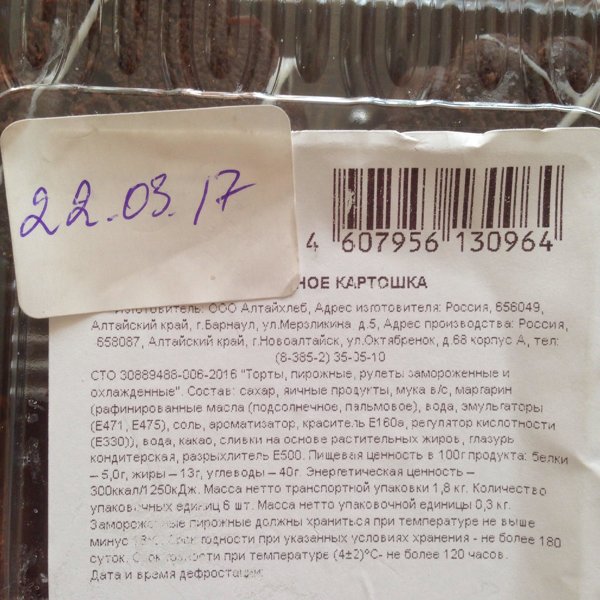 22.03.17
4 607956 130964
НОЕ КАРТОШКА
Изготовитель: ООО Алтайхлеб, Адрес изготовителя: Россия, 656049,
Алтайский край, г.Барнаул, ул.Мерзликина д.5, Адрес производства: Россия,
658087, Алтайский край, г.Новоалтайск, ул.Октябренок, д.68 корпус А, тел:
(8-385-2) 35-35-10
СТО 30889488-006-2016 "Торты, пирожные, рулеты замороженные и
охлажденные". Состав: сахар, яичные продукты, мука в/с, маргарин
(рафинированные масла (подсолнечное, пальмовое), вода, эмульгаторы
(Е471, Е475), соль, ароматизатор, краситель Е160а, регулятор кислотности
(Е330)), вода, какао, сливки на основе растительных жиров, глазурь
кондитерская, разрыхлитель Е500. Пищевая ценность в 100г продукта: белки
– 5,0г, жиры – 13г, углеводы – 40г. Энергетическая ценность –
300ккал/1250кДж. Масса нетто транспортной упаковки 1,8 кг. Количество
упаковочных единиц 6 шт. Масса нетто упаковочной единицы 0,3 кг.
Замороженные пирожные должны храниться при температуре не выше
минус 18°С. Срок годности при указанных условиях хранения - не более 180
суток. Срок годности при температуре (4±2)°С- не более 120 часов.
Дата и время дефростации: